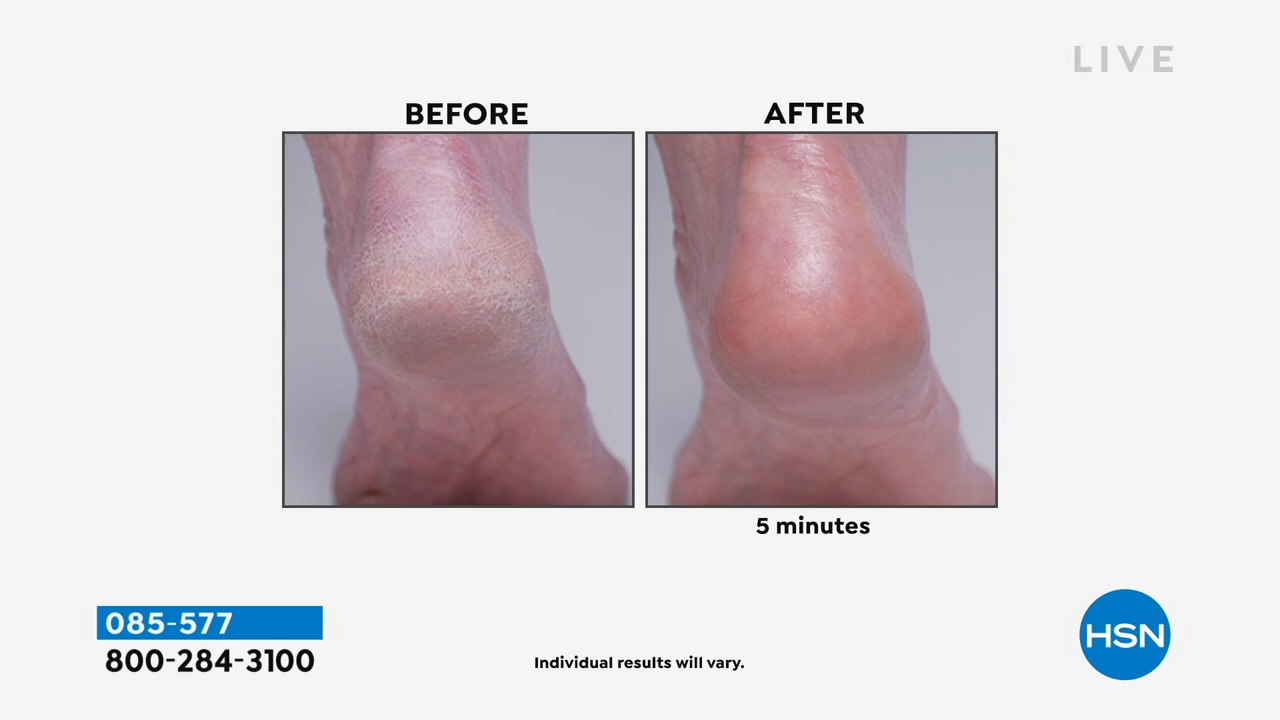 LIVE
BEFORE
AFTER
5 minutes
085-577
800-284-3100
Individual results will vary.
HSN